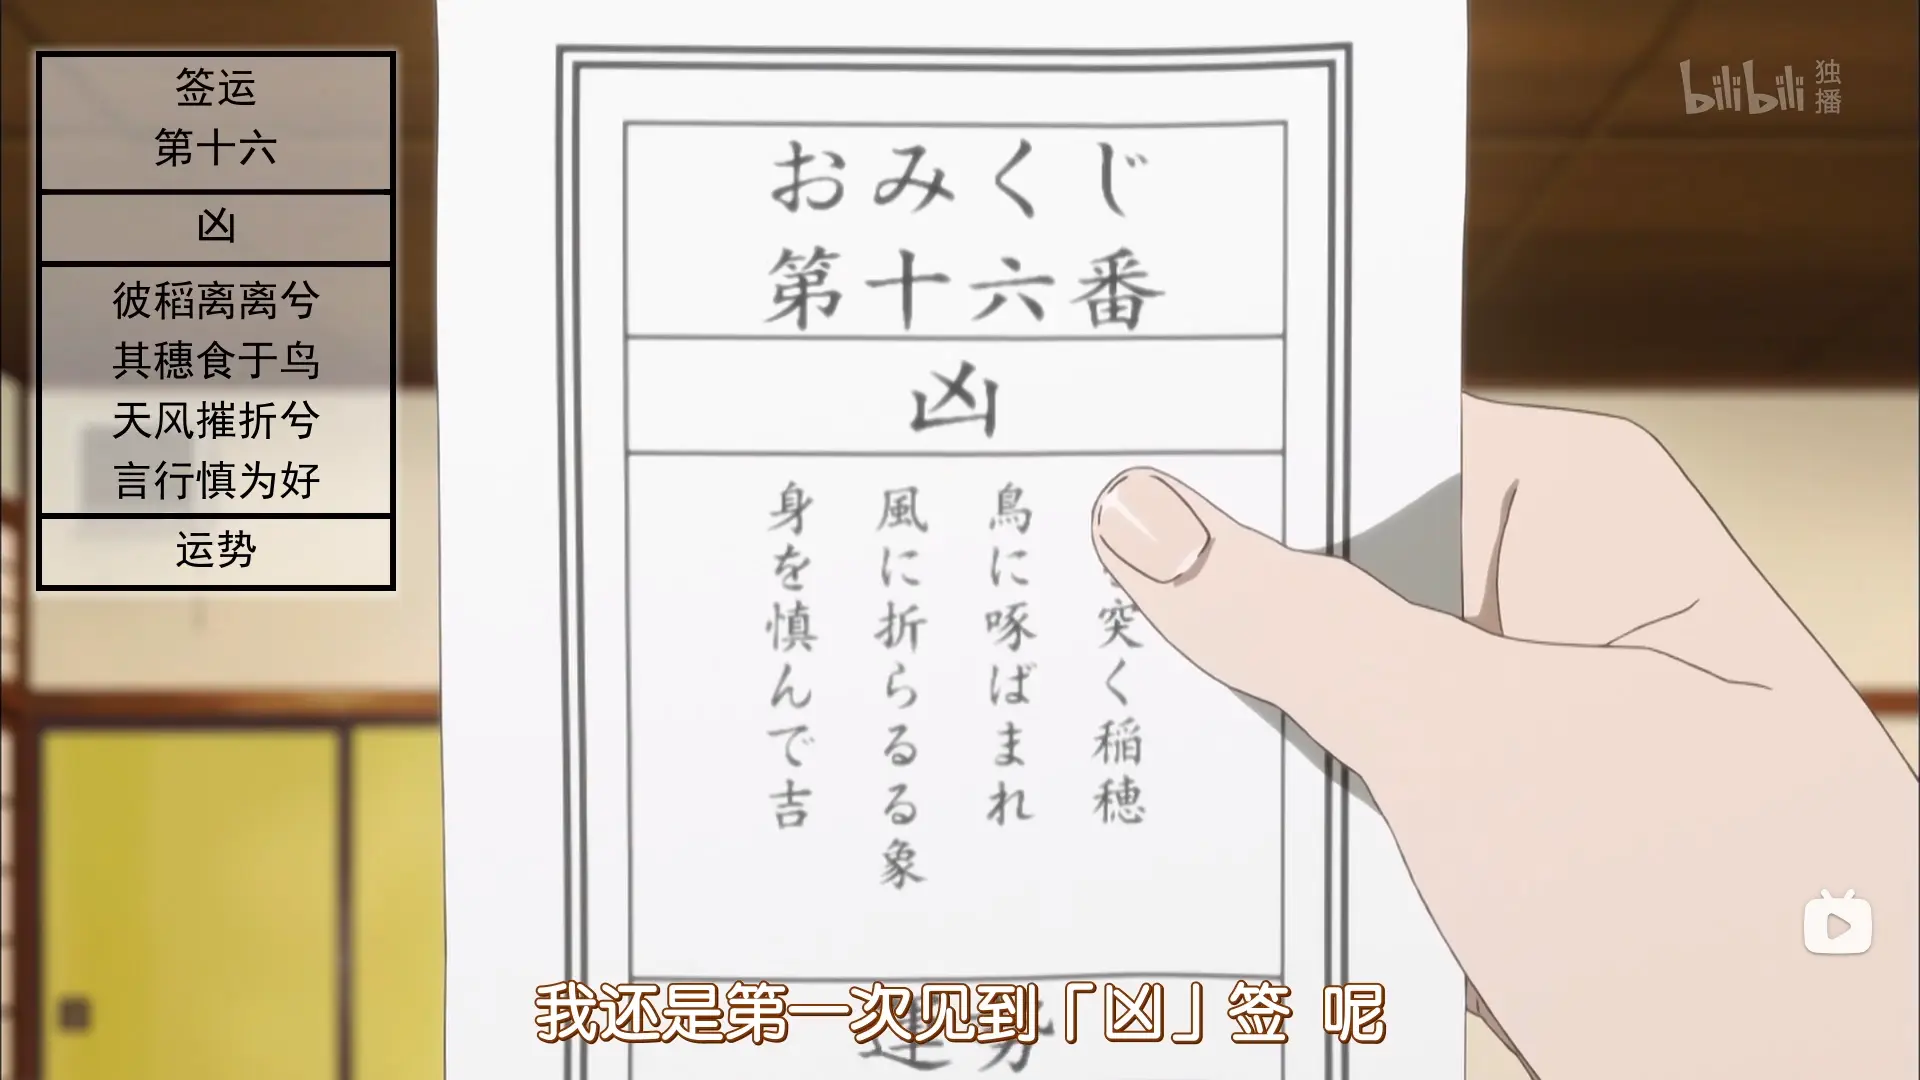 签运
第十六
凶
彼稻离离兮
其穗食于鸟
天风摧折兮
言行慎为好
运势
おみくじ
第十六番
凶
突く稲穂
鳥に啄ばまれ
風に折らるる象
身を慎んで吉
運勢
我还是第一次见到「凶」签 呢
bilibili
独播